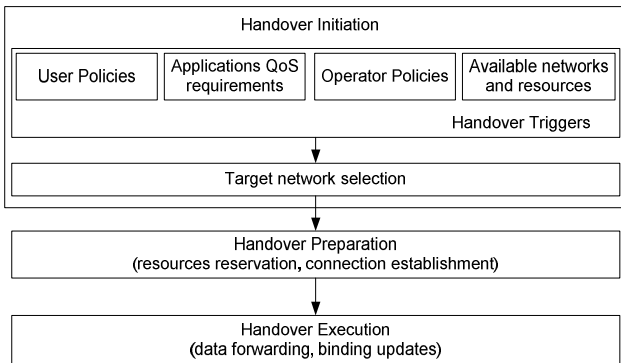 Handover Initiation
User Policies
Applications QoS
requirements
Operator Policies
Available networks
and resources
Handover Triggers
Target network selection
Handover Preparation
(resources reservation, connection establishment)
Handover Execution
(data forwarding, binding updates)